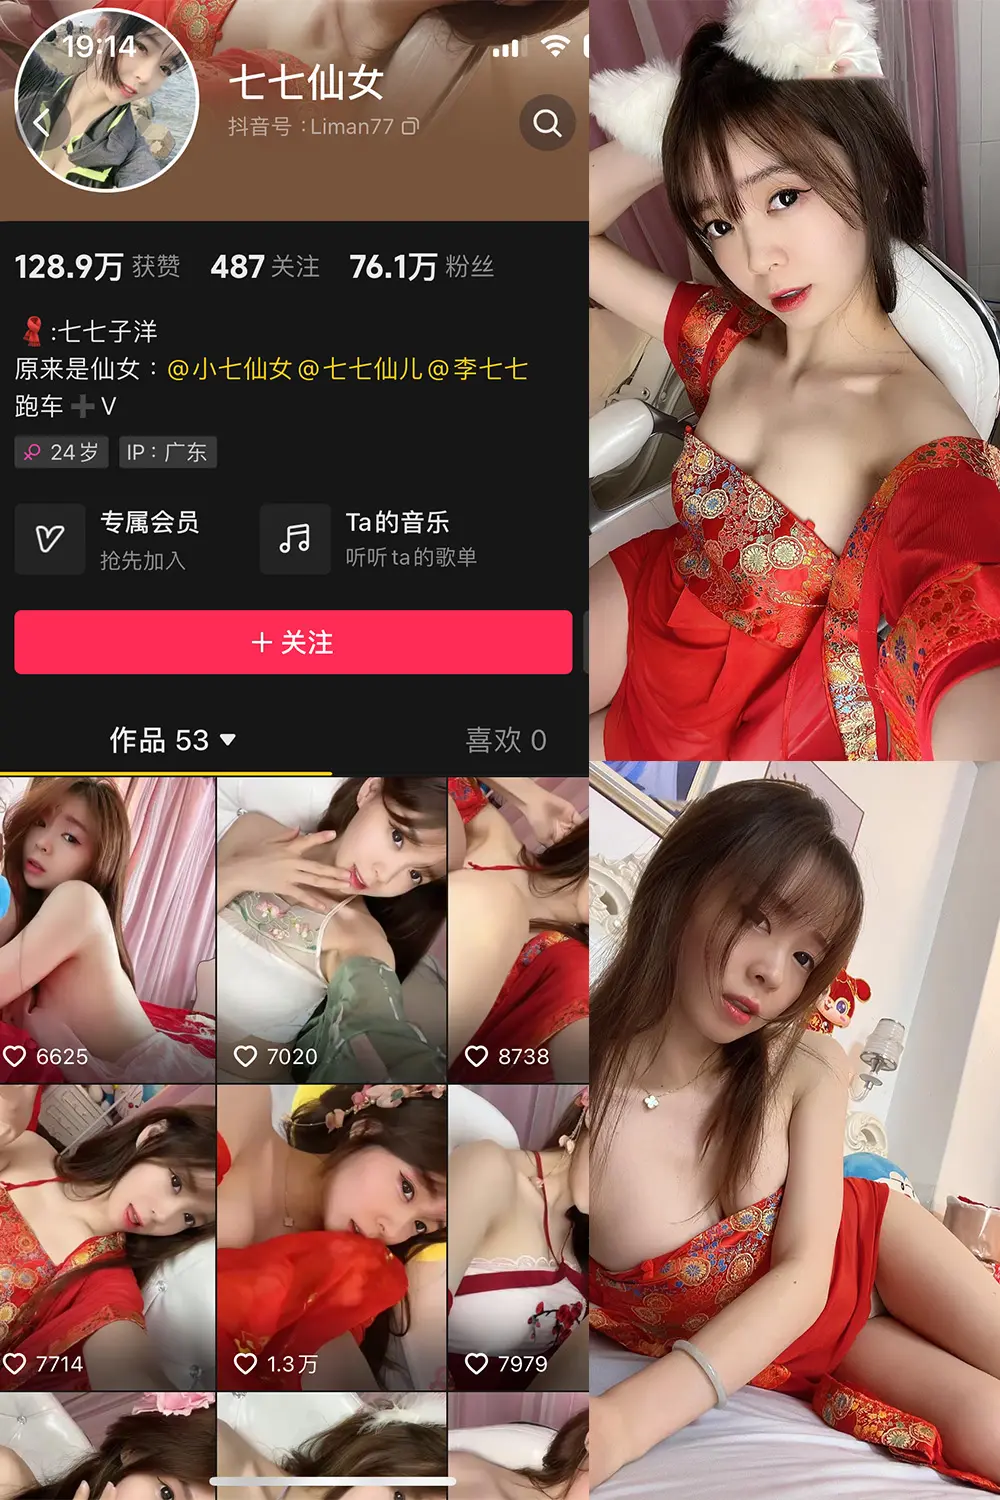 19:14
七七仙女
抖音号：Liman77
128.9万 获赞 487 关注 76.1万 粉丝
:七七子洋
原来是仙女：@小七仙女@七七仙儿@李七七
跑车➕V
24岁 IP：广东
专属会员 Ta的音乐
抢先加入 听听ta的歌单
＋关注
作品 53 喜欢 0
6625 7020 8738
7714 1.3万 7979